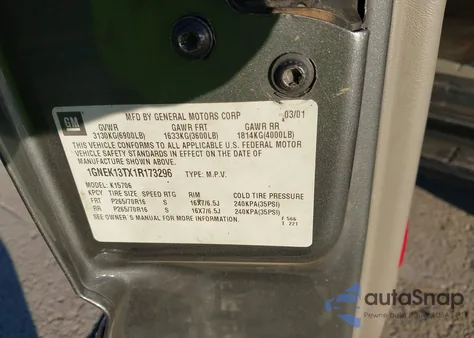 GM
MFD BY GENERAL MOTORS CORP 03/01
GVWR GAWR FRT GAWR RR
3130KG(6900LB) 1633KG(3600LB) 1814KG(4000LB)
THIS VEHICLE CONFORMS TO ALL APPLICABLE U.S. FEDERAL MOTOR
VEHICLE SAFETY STANDARDS IN EFFECT ON THE DATE OF
MANUFACTURE SHOWN ABOVE.
1GNEK13TX1R173296 TYPE: M.P.V.
MODEL: K15706
KPCY TIRE SIZE SPEED RTG RIM COLD TIRE PRESSURE
FRT P265/70R16 S 16X7/6.5J 240KPA(35PSI)
RR P265/70R16 S 16X7/6.5J 240KPA(35PSI)
SEE OWNER'S MANUAL FOR MORE INFORMATION.
F 566
T 221
autoSnap